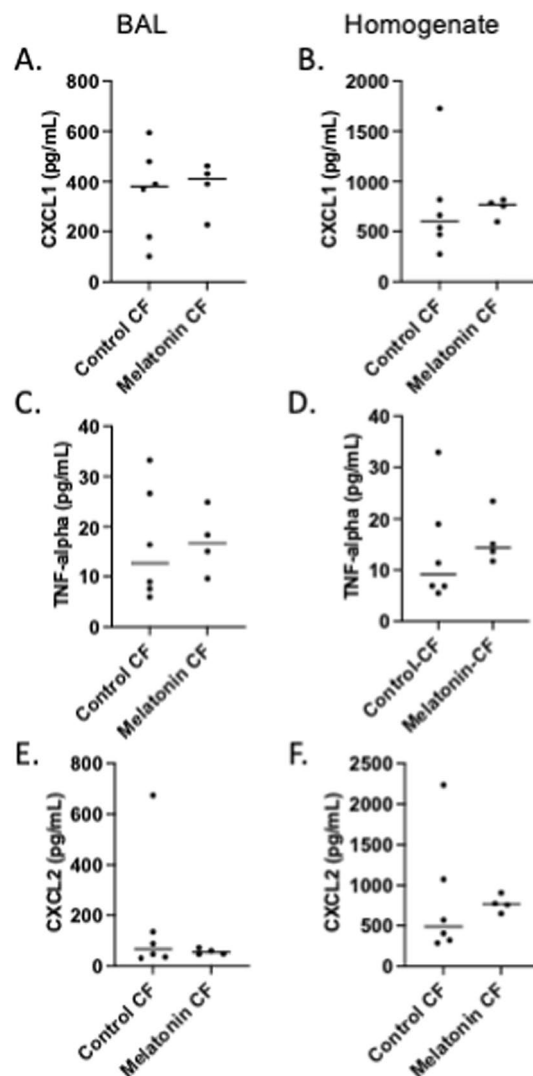 BAL
Homogenate
A.
CXCL1 (pg/mL)
800
600
400
200
0
Control CF
Melatonin CF
B.
CXCL1 (pg/mL)
2000
1500
1000
500
0
Control CF
Melatonin CF
C.
TNF-alpha (pg/mL)
40
30
20
10
0
Control CF
Melatonin CF
D.
TNF-alpha (pg/mL)
40
30
20
10
0
Control-CF
Melatonin-CF
E.
CXCL2 (pg/mL)
800
600
400
200
0
Control CF
Melatonin CF
F.
CXCL2 (pg/mL)
2500
2000
1500
1000
500
0
Control CF
Melatonin CF